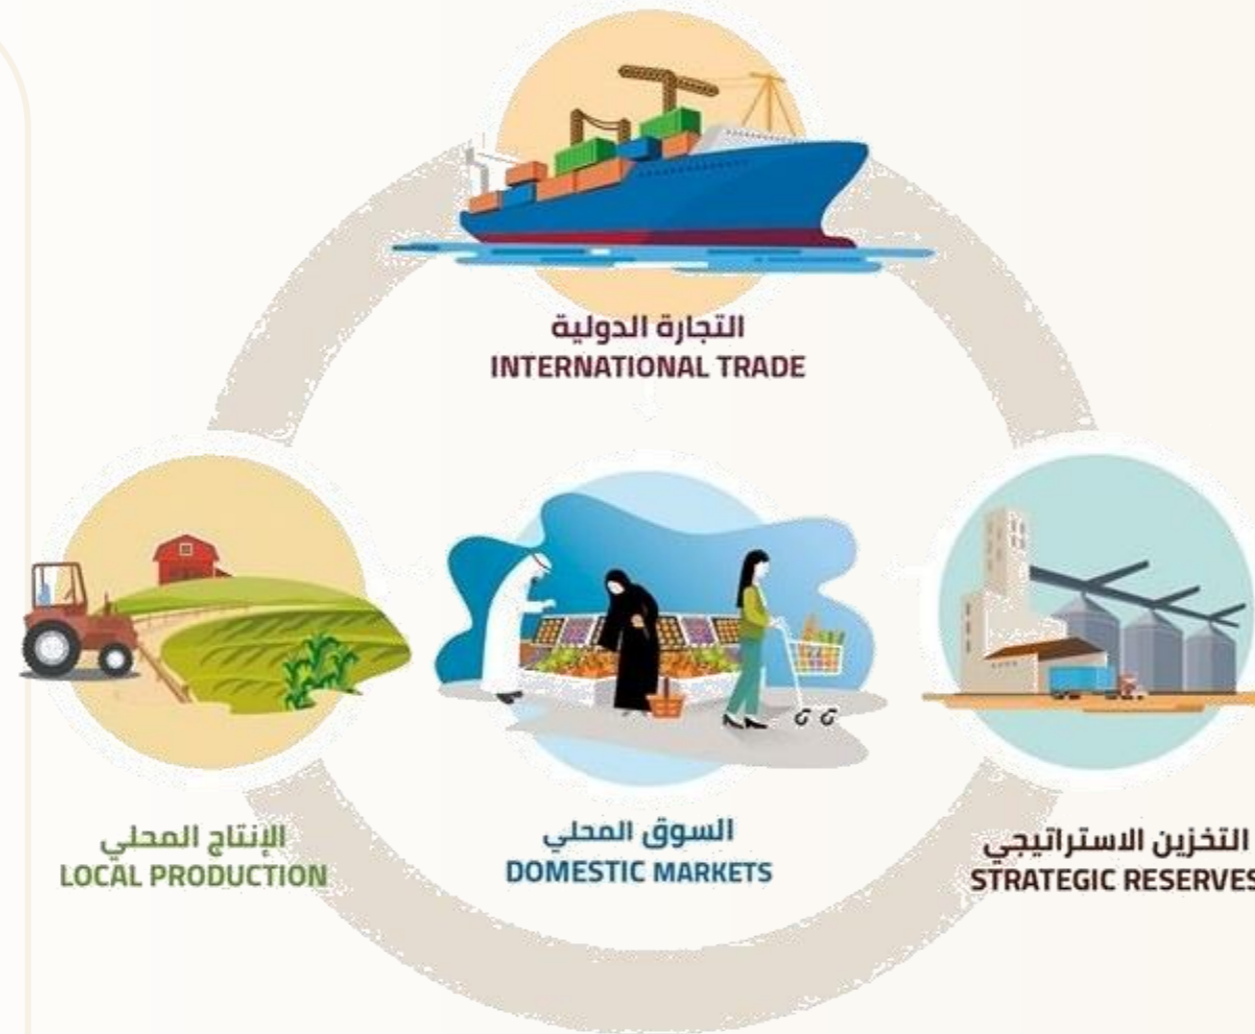 التجارة الدولية
INTERNATIONAL TRADE
الإنتاج المحلي
LOCAL PRODUCTION
السوق المحلي
DOMESTIC MARKETS
التخزين الاستراتيجي
STRATEGIC RESERVES